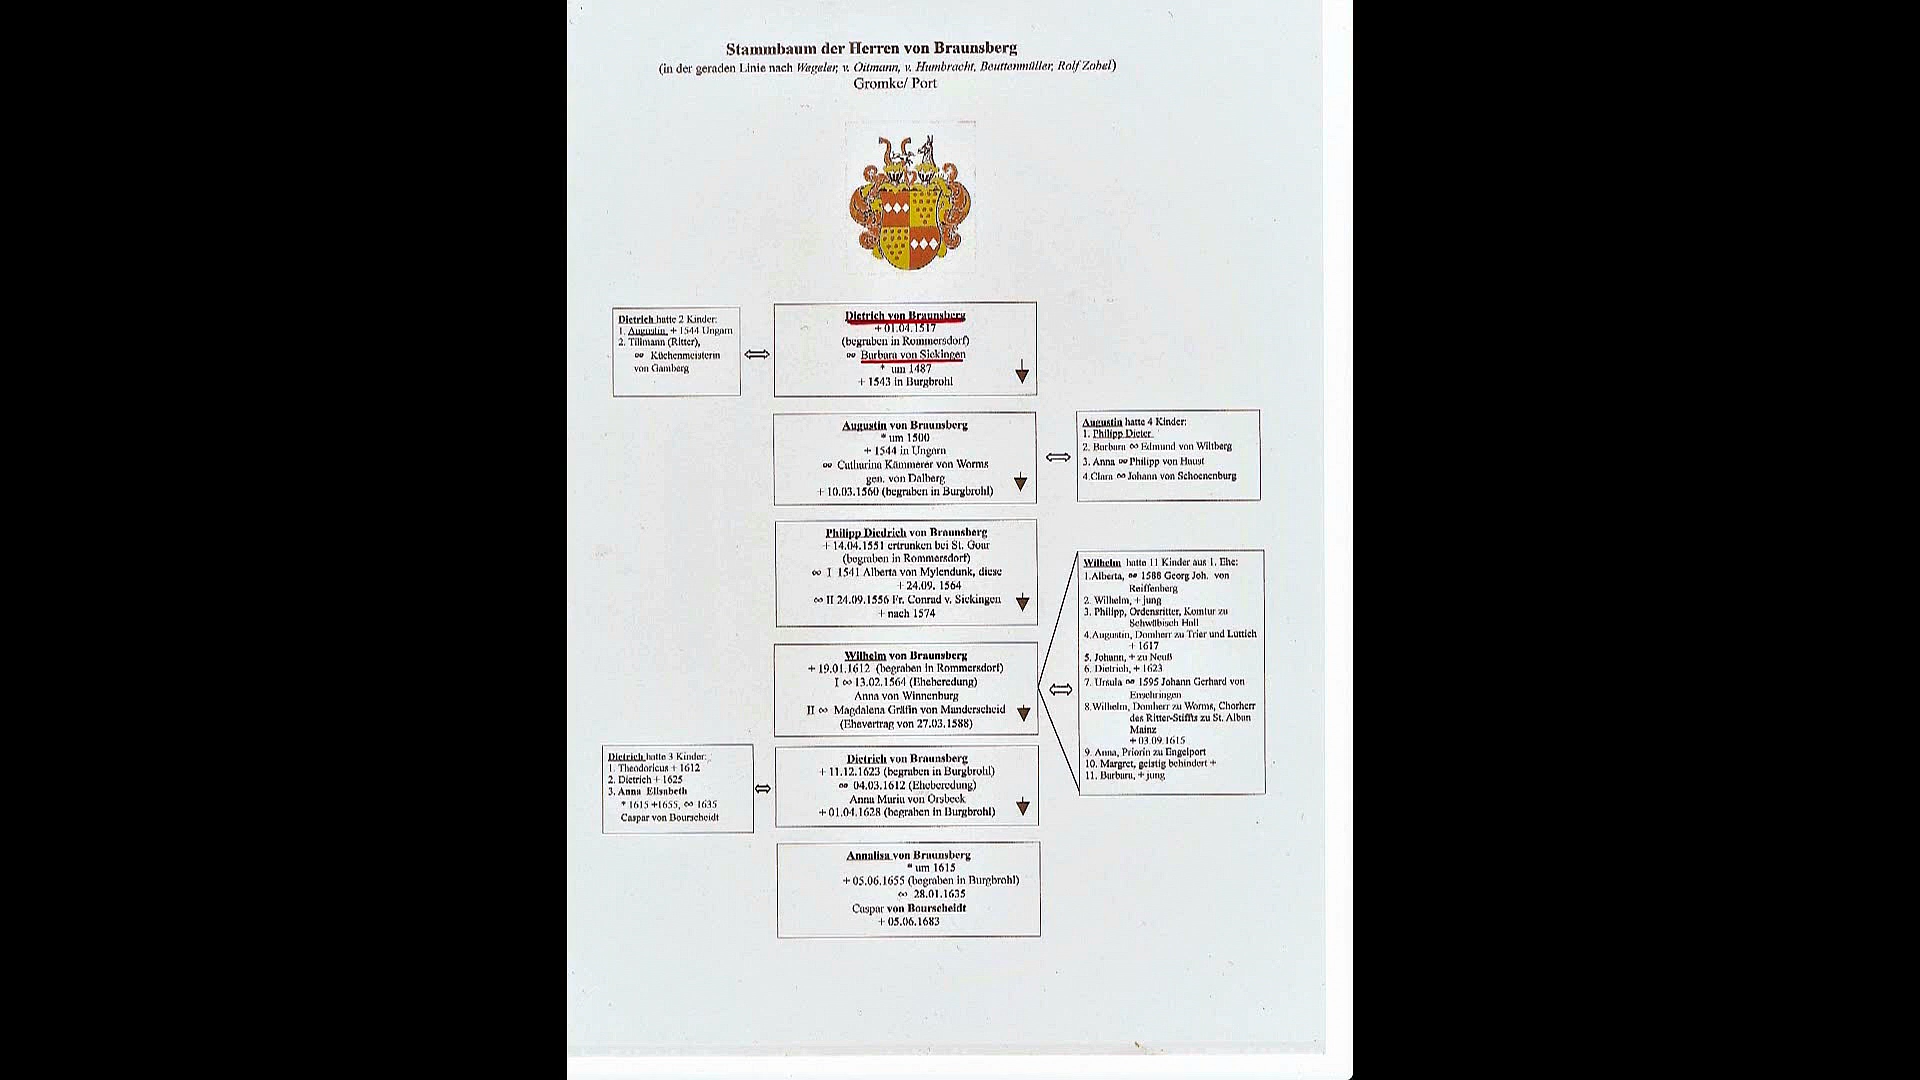 Stammbaum der Herren von Braunsberg
(in der geraden Linie nach Wegeler, v. Oitmann, v. Humbracht, Beuttenmüller, Rolf Zobel)
Gromke/ Port
Dietrich hatte 2 Kinder:
1. Augustin, + 1544 Ungarn
2. Tillmann (Ritter),
∞ Küchenmeisterin
von Gamberg
Dietrich von Braunsberg
+ 01.04.1517
(begraben in Rommersdorf)
∞ Barbara von Sickingen
* um 1487
+ 1543 in Burgbrohl
Augustin von Braunsberg
* um 1500
+ 1544 in Ungarn
∞ Catharina Kämmerer von Worms
gen. von Dalberg
+ 10.03.1560 (begraben in Burgbrohl)
Augustin hatte 4 Kinder:
1. Philipp Dieter
2. Barbara ∞ Edmund von Wiltberg
3. Anna ∞ Philipp von Haust
4.Clara ∞ Johann von Schoenenburg
Philipp Diedrich von Braunsberg
+ 14.04.1551 ertrunken bei St. Goar
(begraben in Rommersdorf)
∞ I 1541 Alberta von Mylendunk, diese
+ 24.09. 1564
∞ II 24.09.1556 Fr. Conrad v. Sickingen
+ nach 1574
Wilhelm von Braunsberg
+ 19.01.1612 (begraben in Rommersdorf)
I ∞ 13.02.1564 (Eheberedung)
Anna von Winnenburg
II ∞ Magdalena Gräfin von Manderscheid
(Ehevertrag von 27.03.1588)
Wilhelm hatte 11 Kinder aus 1. Ehe:
1.Alberta, ∞ 1588 Georg Joh. von
Reiffenberg
2. Wilhelm, + jung
3. Philipp, Ordensritter, Komtur zu
Schwäbisch Hall
4.Augustin, Domherr zu Trier und Luttich
+ 1617
5. Johann, + zu Neuß
6. Dietrich, + 1623
7. Ursula ∞ 1595 Johann Gerhard von
Enschringen
8.Wilhelm, Domherr zu Worms, Chorherr
des Ritter-Stiffts zu St. Alban
Mainz
+ 03.09.1615
9. Anna, Priorin zu Engelport
10. Margret, geistig behindert +
11. Barbara, + jung
Dietrich hatte 3 Kinder:
1. Theodoricus + 1612
2. Dietrich + 1625
3. Anna Elisabeth
* 1615 +1655, ∞ 1635
Caspar von Bourscheidt
Dietrich von Braunsberg
+ 11.12.1623 (begraben in Burgbrohl)
∞ 04.03.1612 (Eheberedung)
Anna Maria von Orsbeck
+ 01.04.1628 (begraben in Burgbrohl)
Annalisa von Braunsberg
* um 1615
+ 05.06.1655 (begraben in Burgbrohl)
∞ 28.01.1635
Caspar von Bourscheidt
+ 05.06.1683